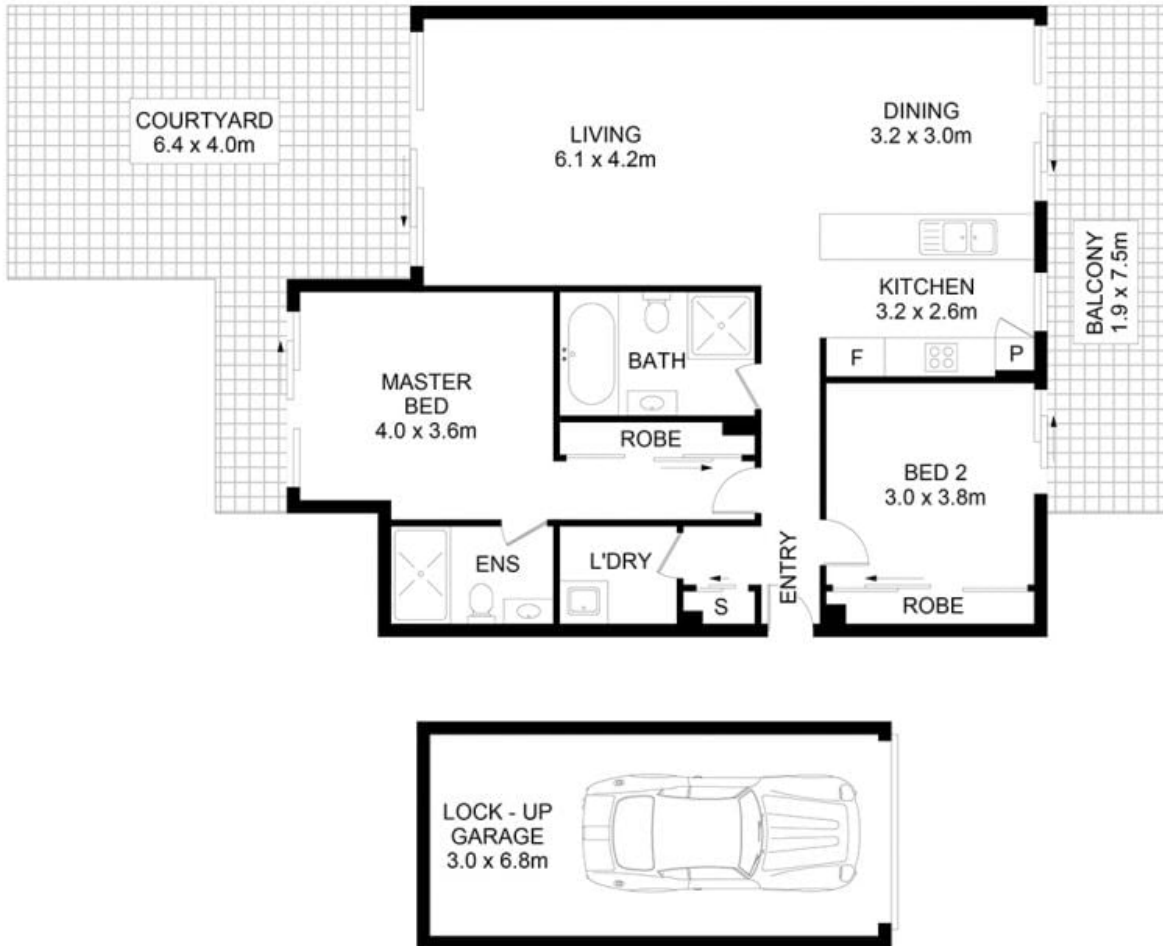 COURTYARD
6.4 x 4.0m
LIVING
6.1 x 4.2m
DINING
3.2 x 3.0m
KITCHEN
3.2 x 2.6m
BALCONY
1.9 x 7.5m
F
P
BATH
MASTER
BED
4.0 x 3.6m
ROBE
BED 2
3.0 x 3.8m
ENS
L'DRY
S
ENTRY
ROBE
LOCK - UP
GARAGE
3.0 x 6.8m